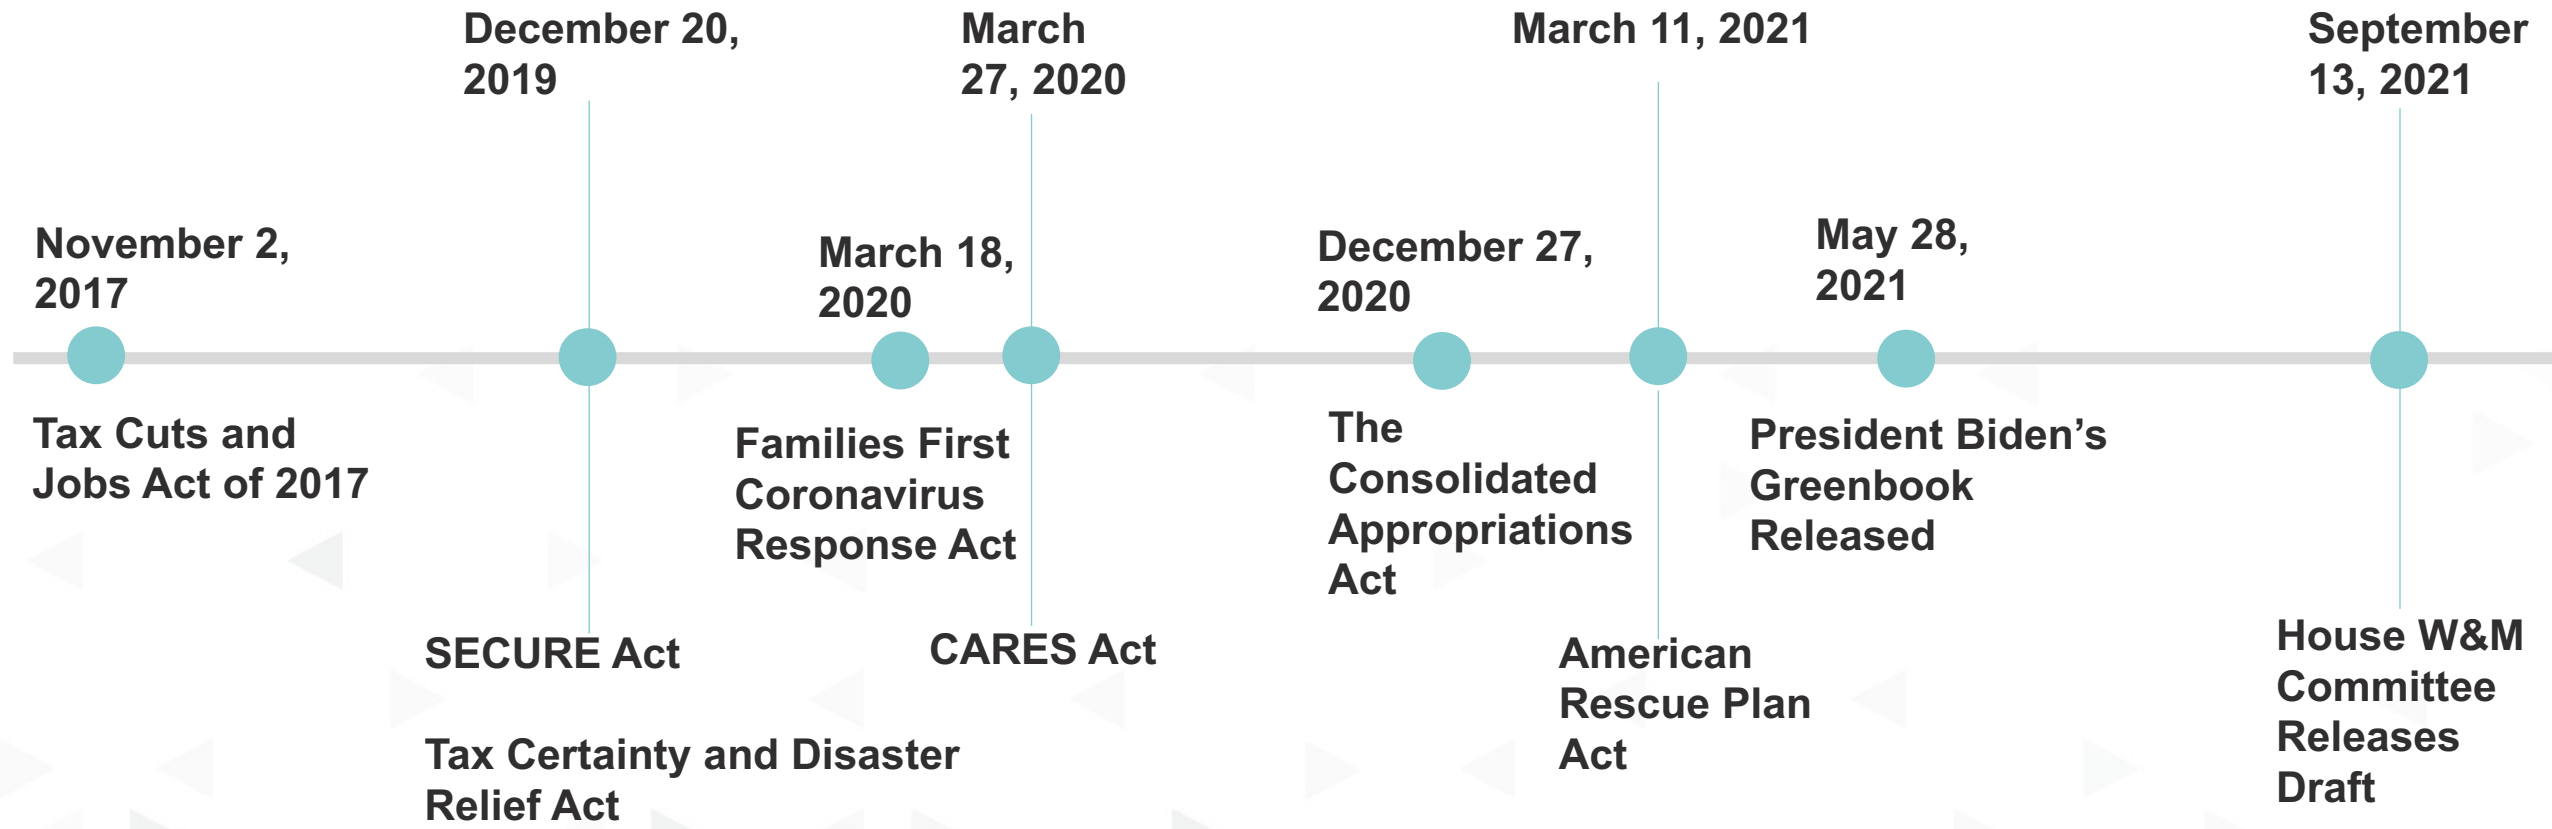 November 2,
2017
Tax Cuts and
Jobs Act of 2017
December 20,
2019
SECURE Act
Tax Certainty and Disaster
Relief Act
March 18,
2020
Families First
Coronavirus
Response Act
March
27, 2020
CARES Act
December 27,
2020
The
Consolidated
Appropriations
Act
March 11, 2021
American
Rescue Plan
Act
May 28,
2021
President Biden’s
Greenbook
Released
September
13, 2021
House W&M
Committee
Releases
Draft